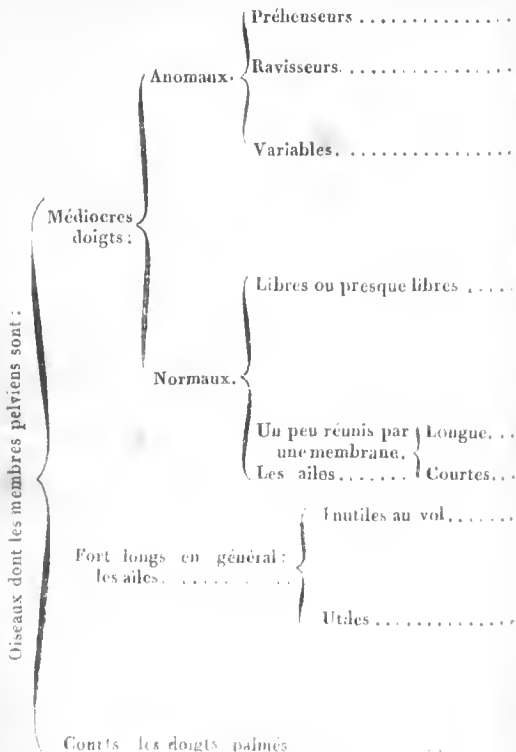 Préhenseurs ................
Anomaux.
Ravisseurs. ................
Variables. ................
Médiocres
doigts :
Oiseaux dont les membres pelviens sont :
Libres ou presque libres .....
Normaux.
Un peu réunis par
une membrane.
Longue...
Les ailes.......
Courtes...
Inutiles au vol......
Fort longs en général :
les ailes. .............
Utiles ................
Courts les doigts palmés